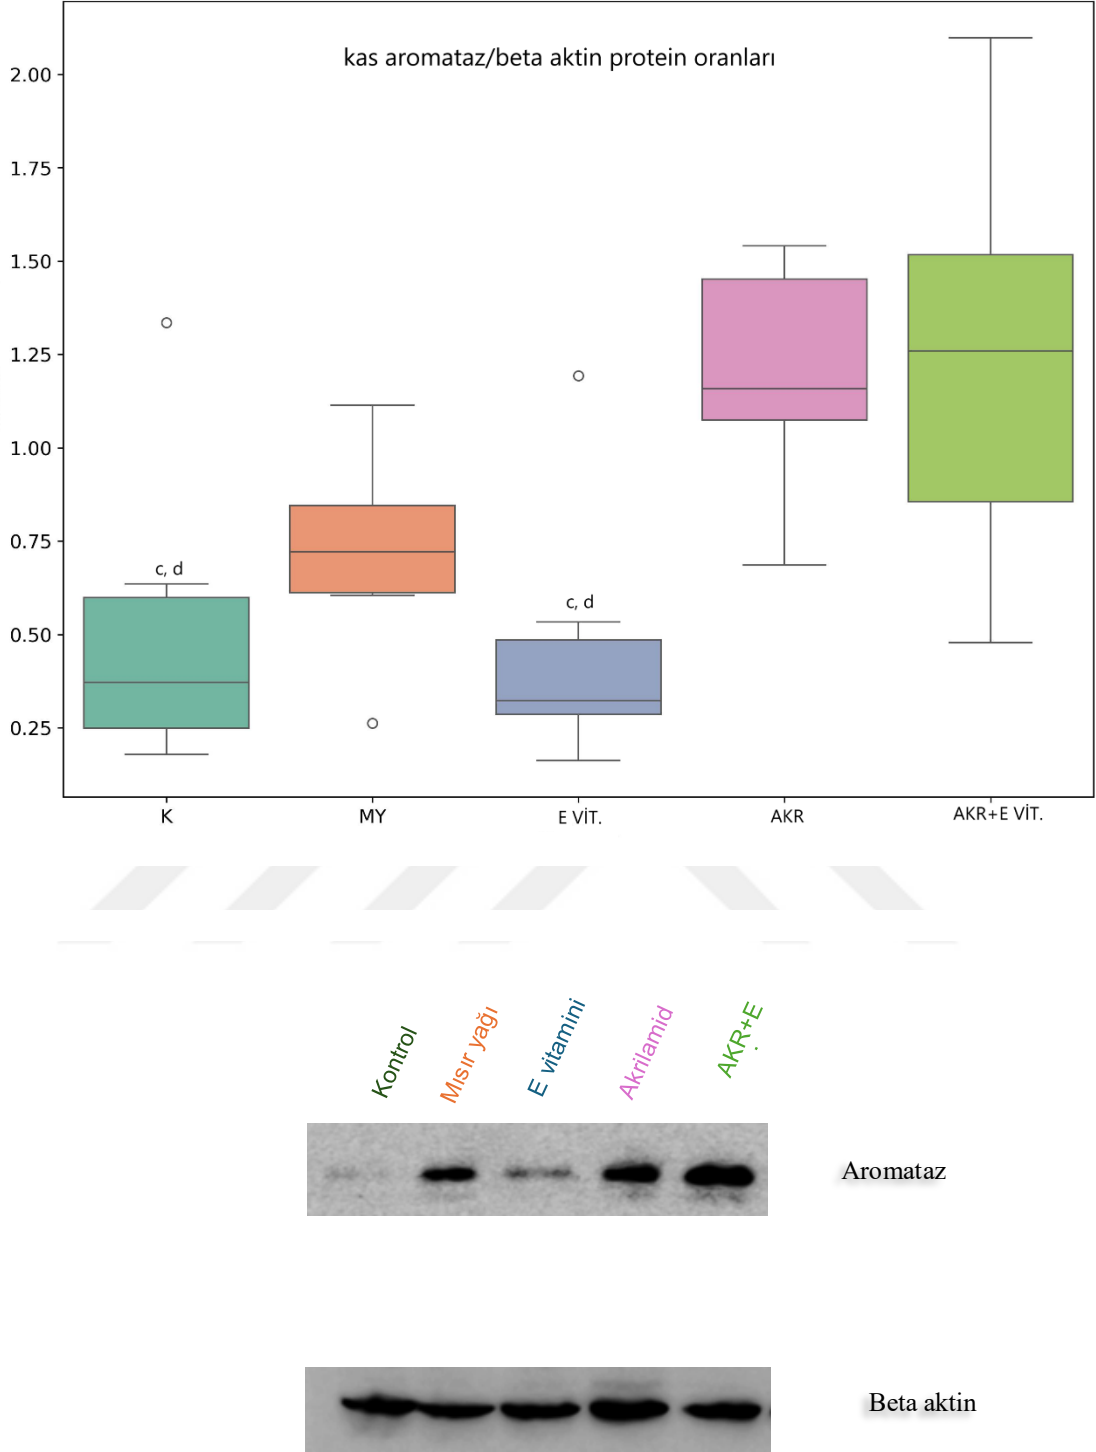 kas aromataz/beta aktin protein oranları
2.00
1.75
1.50
1.25
1.00
0.75
0.50
0.25
c, d
c, d
K
MY
E VİT.
AKR
AKR+E VİT.
Kontrol
Mısır yağı
E vitamini
Akrilamid
AKR+E
Aromataz
Beta aktin